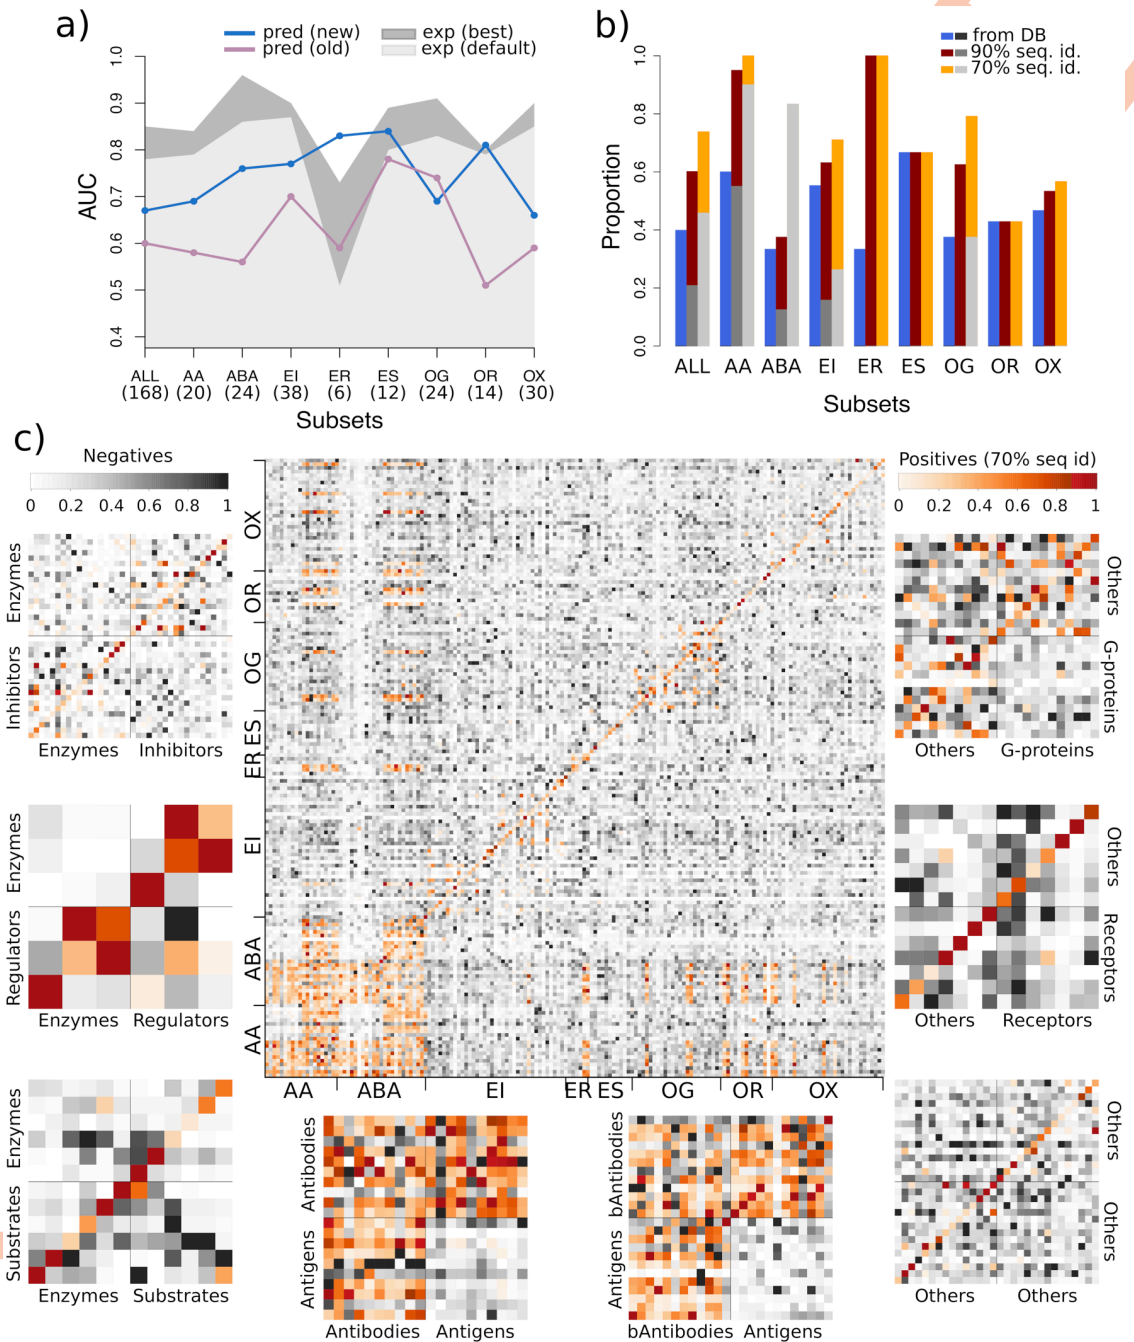 a)
pred (new)
pred (old)
exp (best)
exp (default)
AUC
0.4 0.5 0.6 0.7 0.8 0.9 1.0
ALL AA ABA EI ER ES OG OR OX
(168) (20) (24) (38) (6) (12) (24) (14) (30)
Subsets
b)
from DB
90% seq. id.
70% seq. id.
Proportion
0.0 0.2 0.4 0.6 0.8 1.0
ALL AA ABA EI ER ES OG OR OX
Subsets
c)
Negatives
0 0.2 0.4 0.6 0.8 1
Positives (70% seq id)
0 0.2 0.4 0.6 0.8 1
Enzymes
Inhibitors
Enzymes Inhibitors
Enzymes
Regulators
Enzymes Regulators
Enzymes
Substrates
Enzymes Substrates
OX
OR
OG
ES
ER
EI
ABA
AA
AA ABA EI ER ES OG OR OX
Antibodies
Antigens
Antibodies Antigens
bAntibodies
Antigens
bAntibodies Antigens
Others
G-proteins
Others G-proteins
Others
Receptors
Others Receptors
Others
Others
Others Others